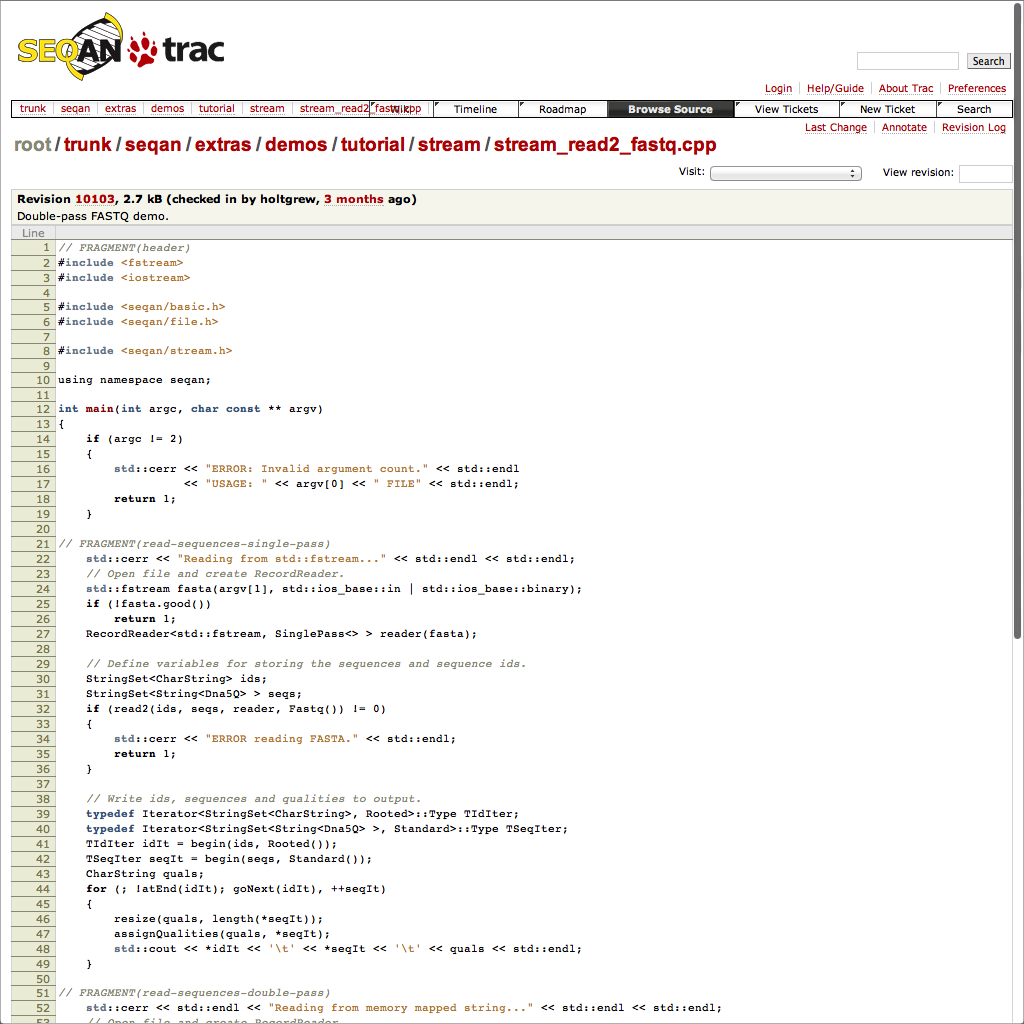 SEQAN trac
Search
Login Help/Guide About Trac Preferences
trunk seqan extras demos tutorial stream stream_read2_fastq.cpp Wiki Timeline Roadmap Browse Source View Tickets New Ticket Search
Last Change Annotate Revision Log
root/trunk/seqan/extras/demos/tutorial/stream/stream_read2_fastq.cpp
Visit: View revision:
Revision 10103, 2.7 kB (checked in by holtgrew, 3 months ago)
Double-pass FASTQ demo.
Line
1 // FRAGMENT(header)
2 #include <fstream>
3 #include <iostream>
4
5 #include <seqan/basic.h>
6 #include <seqan/file.h>
7
8 #include <seqan/stream.h>
9
10 using namespace seqan;
11
12 int main(int argc, char const ** argv)
13 {
14     if (argc != 2)
15     {
16         std::cerr << "ERROR: Invalid argument count." << std::endl
17                   << "USAGE: " << argv[0] << " FILE" << std::endl;
18         return 1;
19     }
20
21 // FRAGMENT(read-sequences-single-pass)
22     std::cerr << "Reading from std::fstream..." << std::endl << std::endl;
23     // Open file and create RecordReader.
24     std::fstream fasta(argv[1], std::ios_base::in | std::ios_base::binary);
25     if (!fasta.good())
26         return 1;
27     RecordReader<std::fstream, SinglePass<> > reader(fasta);
28
29     // Define variables for storing the sequences and sequence ids.
30     StringSet<CharString> ids;
31     StringSet<String<Dna5Q> > seqs;
32     if (read2(ids, seqs, reader, Fastq()) != 0)
33     {
34         std::cerr << "ERROR reading FASTA." << std::endl;
35         return 1;
36     }
37
38     // Write ids, sequences and qualities to output.
39     typedef Iterator<StringSet<CharString>, Rooted>::Type TIdIter;
40     typedef Iterator<StringSet<String<Dna5Q> >, Standard>::Type TSeqIter;
41     TIdIter idIt = begin(ids, Rooted());
42     TSeqIter seqIt = begin(seqs, Standard());
43     CharString quals;
44     for (; !atEnd(idIt); goNext(idIt), ++seqIt)
45     {
46         resize(quals, length(*seqIt));
47         assignQualities(quals, *seqIt);
48         std::cout << *idIt << '\t' << *seqIt << '\t' << quals << std::endl;
49     }
50
51 // FRAGMENT(read-sequences-double-pass)
52     std::cerr << std::endl << "Reading from memory mapped string..." << std::endl << std::endl;
53     // Open file and create RecordReader.